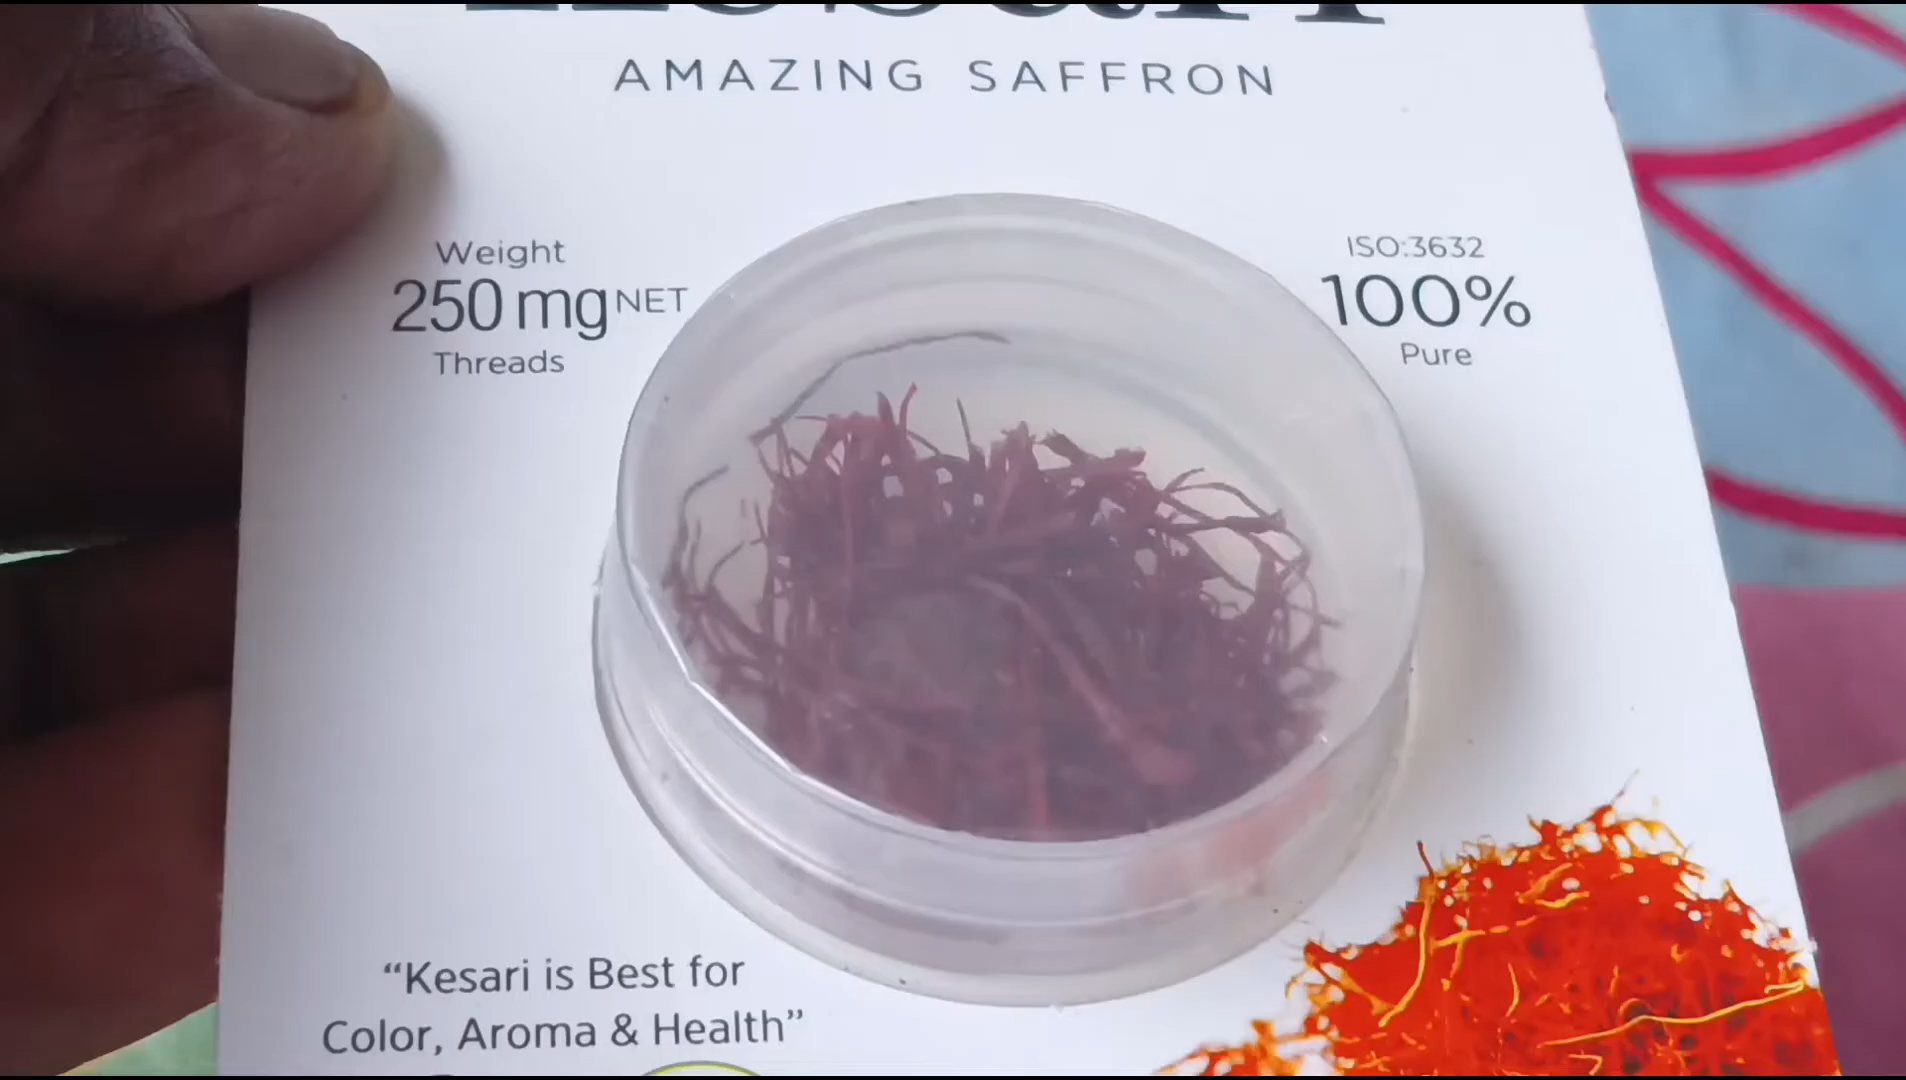 AMAZING SAFFRON
Weight
250 mg NET
Threads
ISO:3632
100%
Pure
“Kesari is Best for
Color, Aroma & Health”